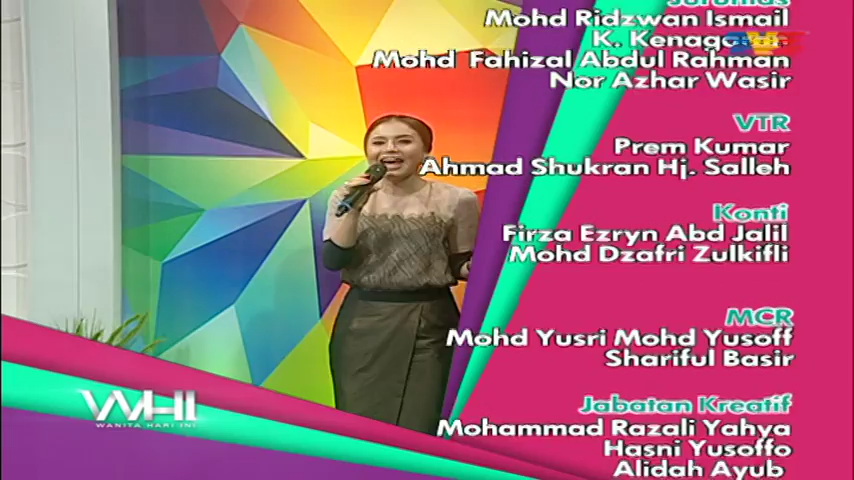 Mohd Ridzwan Ismail
Mohd Fahizal Abdul Rahman
Nor Azhar Wasir
VTR
Prem Kumar
Ahmad Shukran Hj. Salleh
Konti
Firza Ezryn Abd Jalil
Mohd Dzafri Zulkifli
MCR
Mohd Yusri Mohd Yusoff
Shariful Basir
Jabatan Kreatif
Mohammad Razali Yahya
Hasni Yusoffo
Alidah Ayub
WHI
WANITA HARI INI